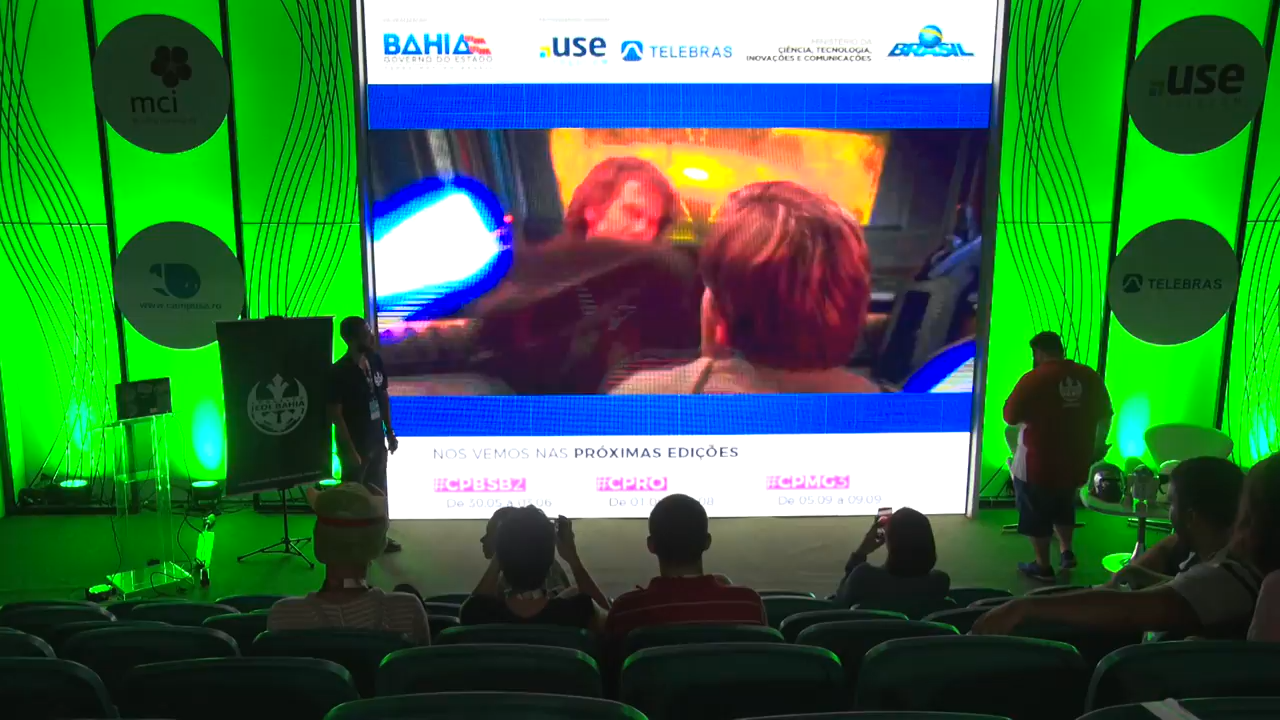 BAHIA
GOVERNO DO ESTADO
use
TELEBRAS
MINISTÉRIO DA
CIÊNCIA, TECNOLOGIA,
INOVAÇÕES E COMUNICAÇÕES
BRASIL
mci
use
TELEBRAS
BAHIA
NOS VEMOS NAS PRÓXIMAS EDIÇÕES
#CPBSB2
#CPRO
#CPMG3
De 05.09 a 09.09